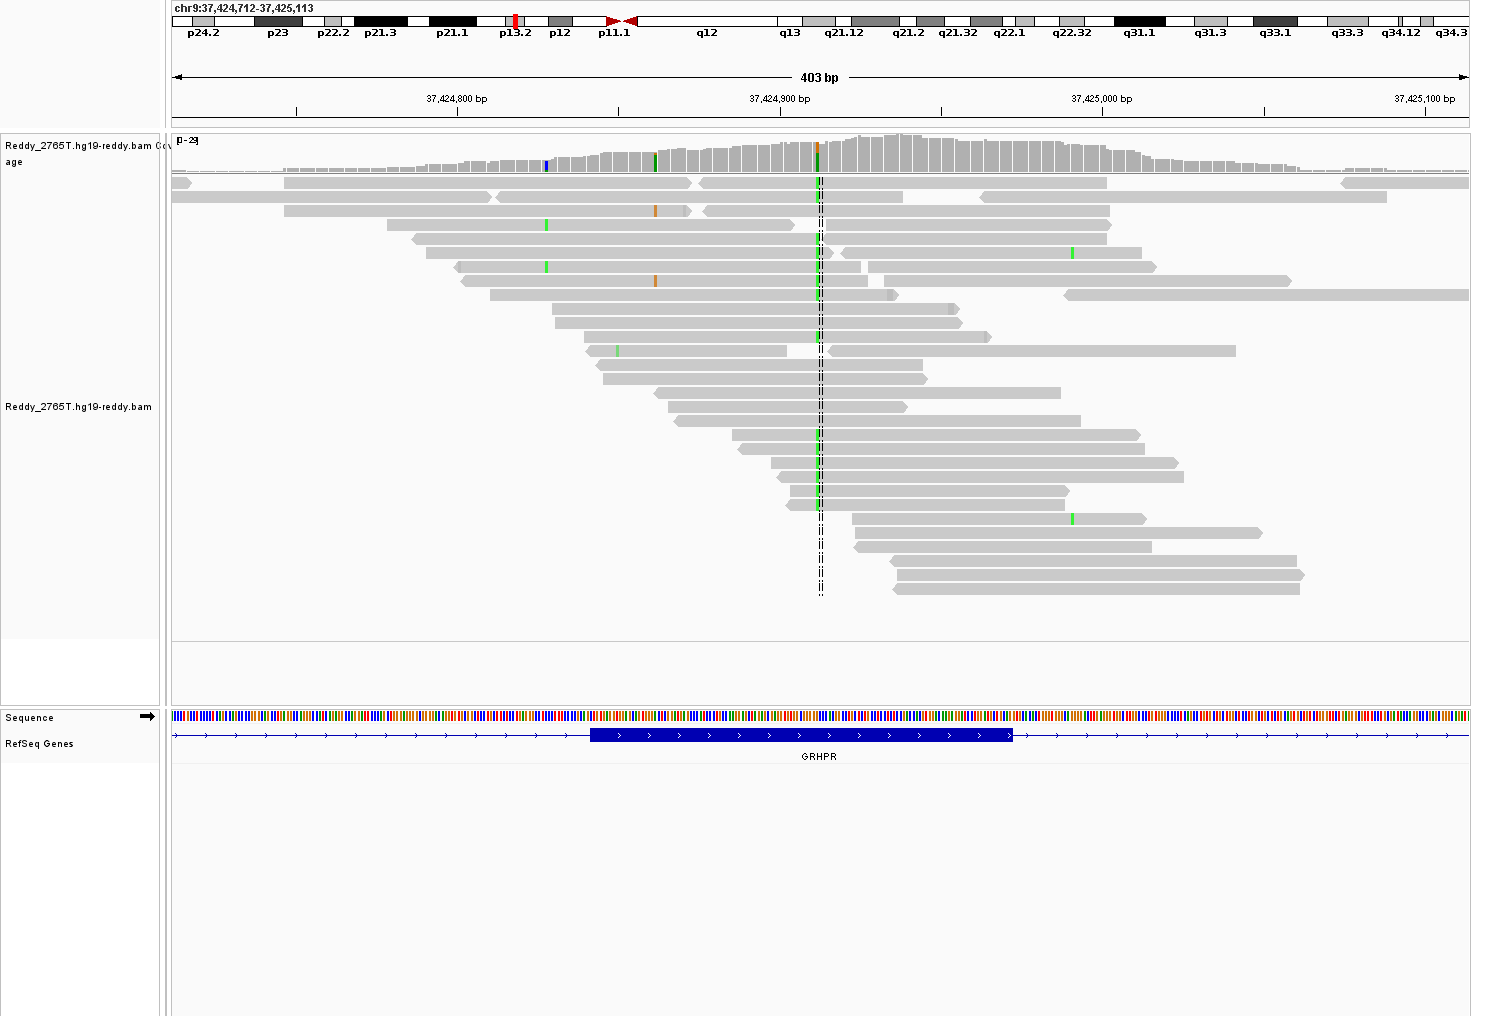 chr9:37,424,712-37,425,113
p24.2 p23 p22.2 p21.3 p21.1 p13.2 p12 p11.1 q12 q13 q21.12 q21.2 q21.32 q22.1 q22.32 q31.1 q31.3 q33.1 q33.3 q34.12 q34.3
403 bp
37,424,800 bp 37,424,900 bp 37,425,000 bp 37,425,100 bp
[0-29]
Reddy_2765T.hg19-reddy.bam Cov
age
Reddy_2765T.hg19-reddy.bam
Sequence
RefSeq Genes
GRHPR